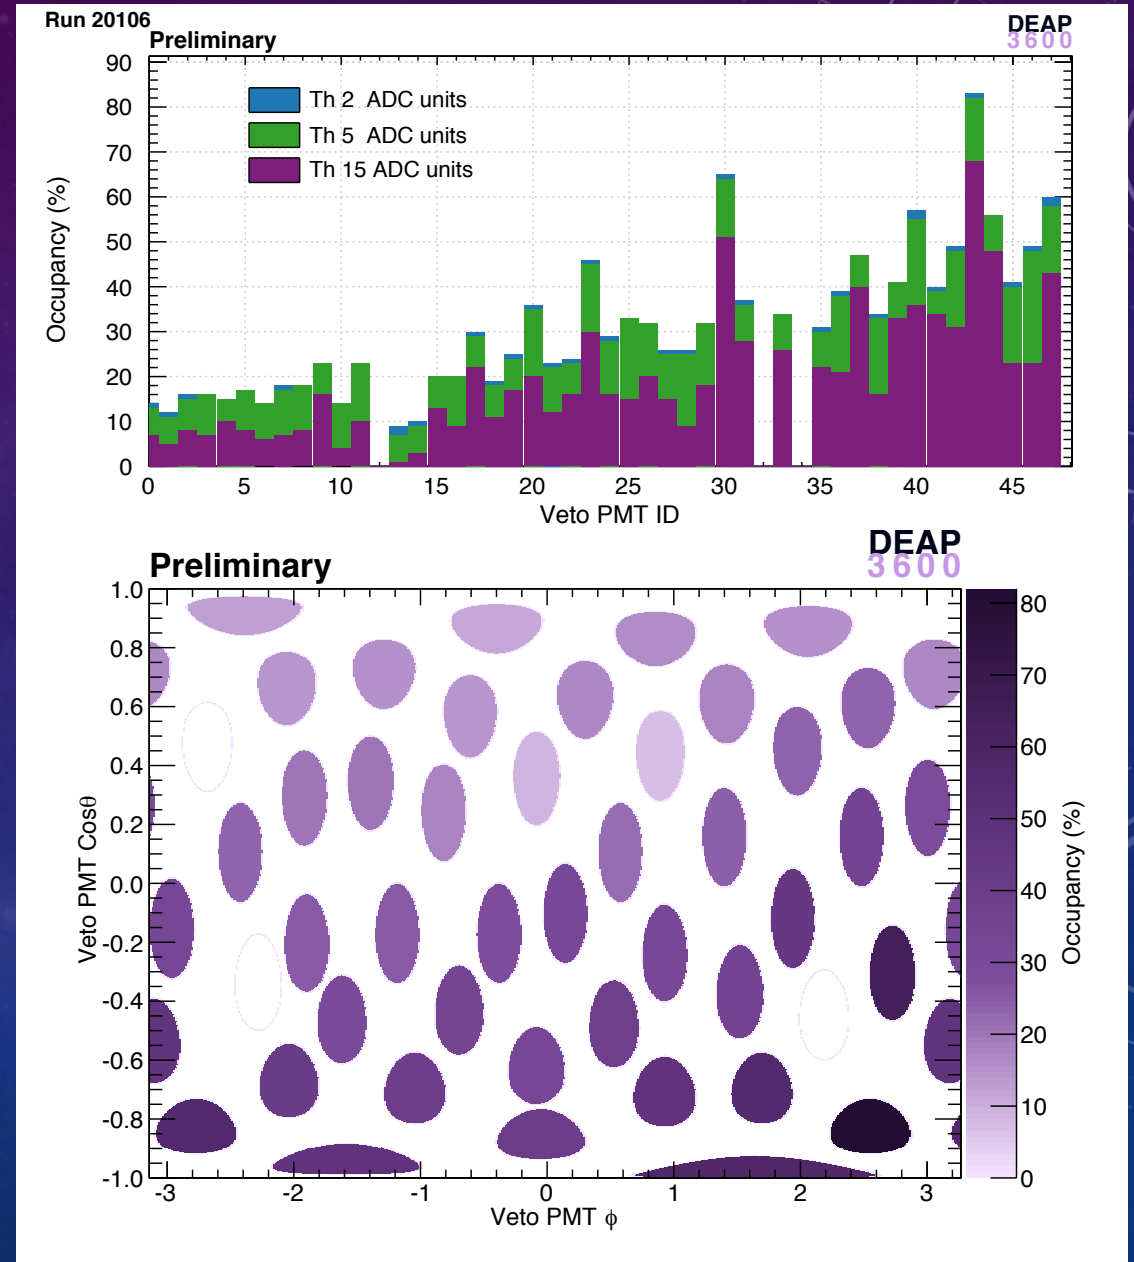 Run 20106
Preliminary
DEAP
3600
90
80
70
60
50
40
30
20
10
0
Occupancy (%)
Th 2 ADC units
Th 5 ADC units
Th 15 ADC units
0 5 10 15 20 25 30 35 40 45
Veto PMT ID
Preliminary
DEAP
3600
1.0
0.8
0.6
0.4
0.2
0.0
-0.2
-0.4
-0.6
-0.8
-1.0
Veto PMT Cosθ
-3 -2 -1 0 1 2 3
Veto PMT ϕ
80
70
60
50
40
30
20
10
0
Occupancy (%)